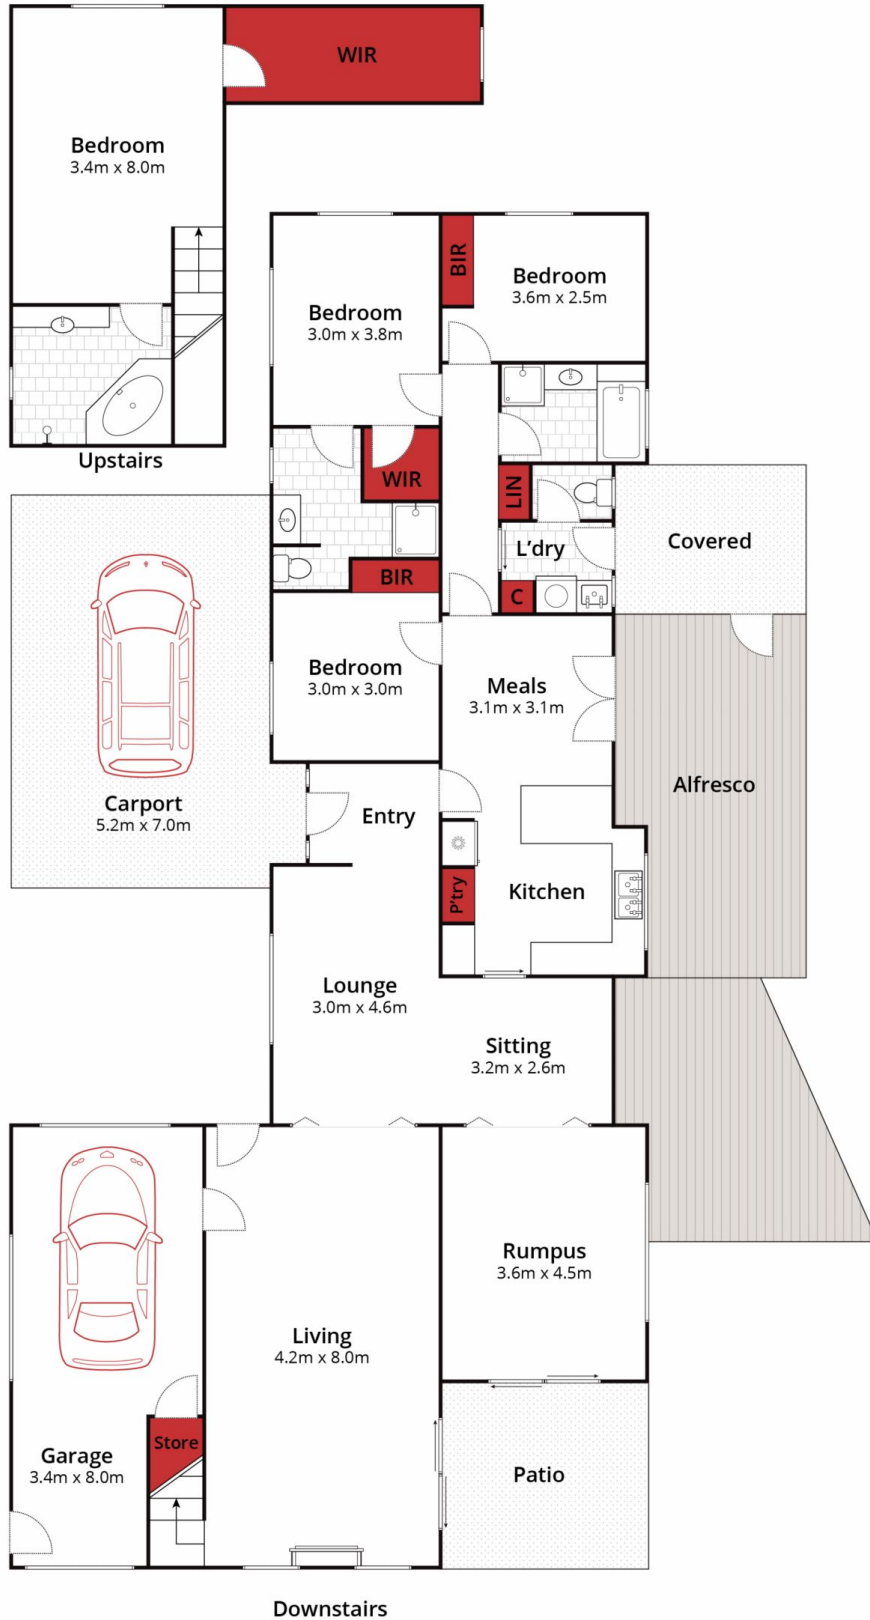 WIR
Bedroom
3.4m x 8.0m
Upstairs
BIR
Bedroom
3.6m x 2.5m
Bedroom
3.0m x 3.8m
WIR
LIN
L'dry
Covered
BIR
C
Bedroom
3.0m x 3.0m
Meals
3.1m x 3.1m
Carport
5.2m x 7.0m
Entry
Alfresco
P'try
Kitchen
Lounge
3.0m x 4.6m
Sitting
3.2m x 2.6m
Rumpus
3.6m x 4.5m
Living
4.2m x 8.0m
Store
Garage
3.4m x 8.0m
Patio
Downstairs